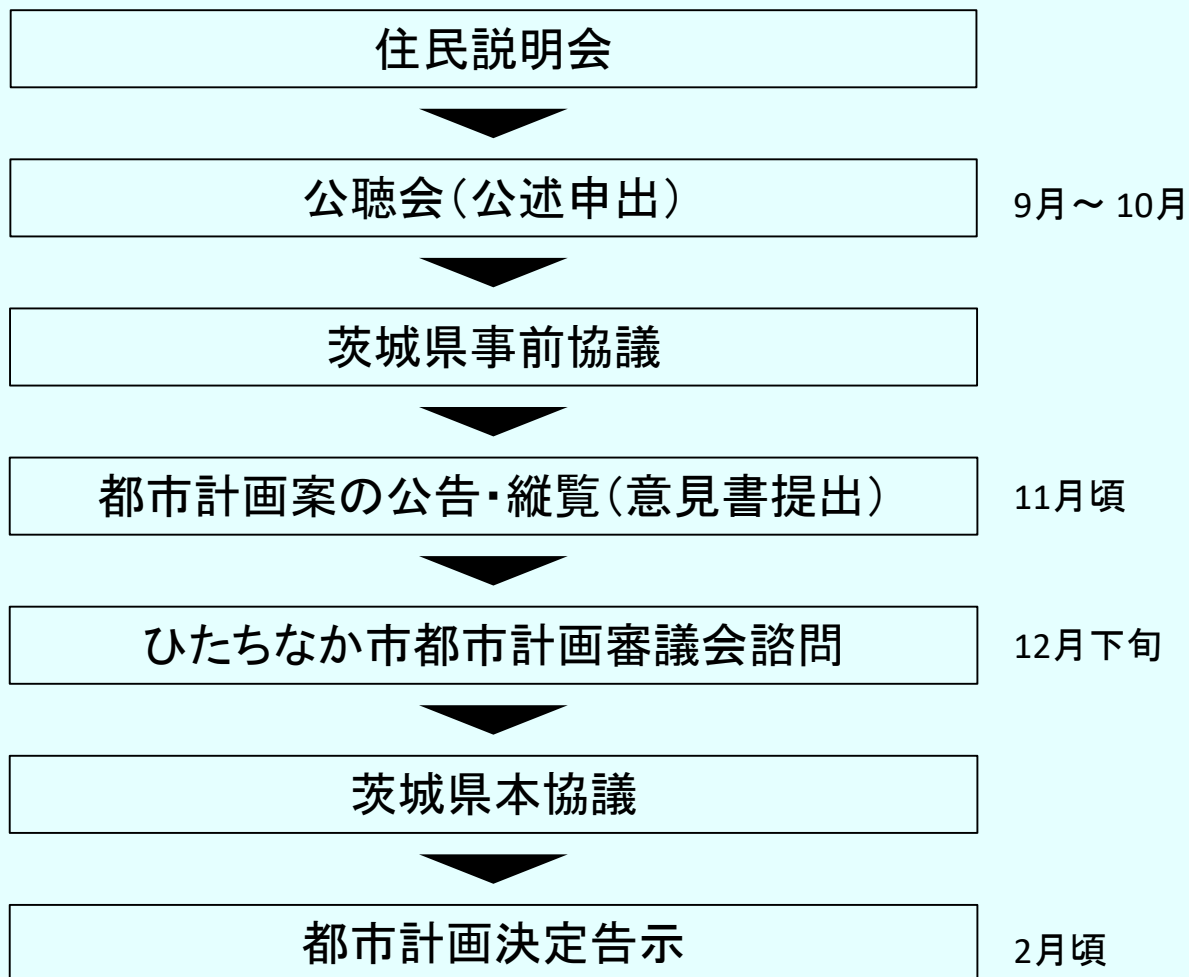 住民説明会
公聴会（公述申出）
9月～ 10月
茨城県事前協議
都市計画案の公告・縦覧（意見書提出）
11月頃
ひたちなか市都市計画審議会諮問
12月下旬
茨城県本協議
都市計画決定告示
2月頃